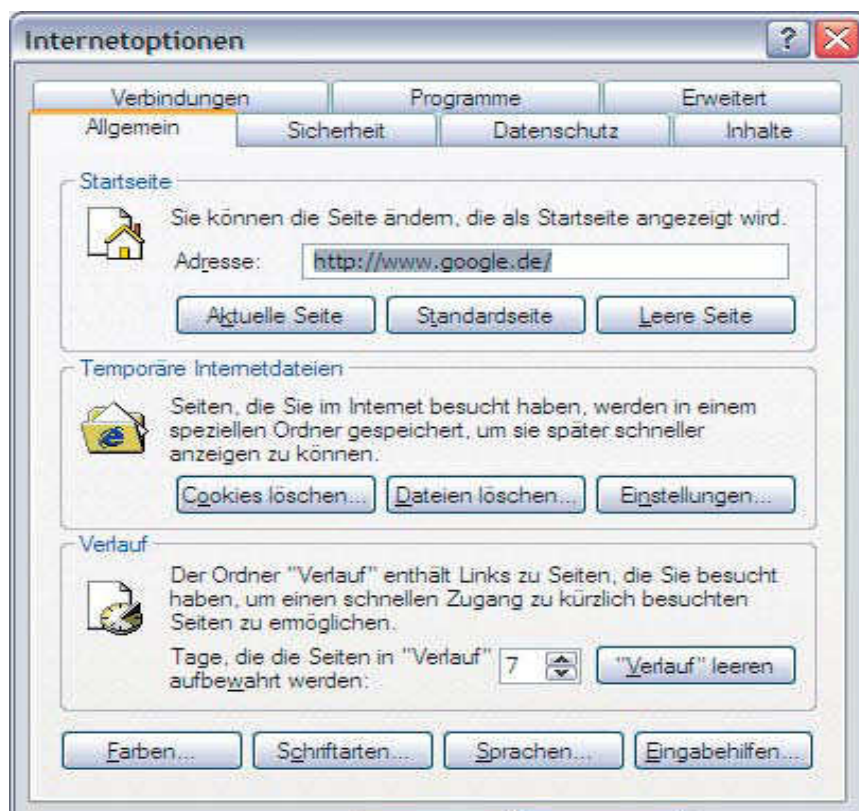 Internetoptionen
?
Verbindungen Programme Erweitert
Allgemein Sicherheit Datenschutz Inhalte
Startseite
Sie können die Seite ändern, die als Startseite angezeigt wird.
Adresse: http://www.google.de/
Aktuelle Seite Standardseite Leere Seite
Temporäre Internetdateien
Seiten, die Sie im Internet besucht haben, werden in einem
speziellen Ordner gespeichert, um sie später schneller
anzeigen zu können.
Cookies löschen... Dateien löschen... Einstellungen...
Verlauf
Der Ordner "Verlauf" enthält Links zu Seiten, die Sie besucht
haben, um einen schnellen Zugang zu kürzlich besuchten
Seiten zu ermöglichen.
Tage, die die Seiten in "Verlauf" 7 "Verlauf" leeren
aufbewahrt werden:
Farben... Schriftarten... Sprachen... Eingabehilfen...